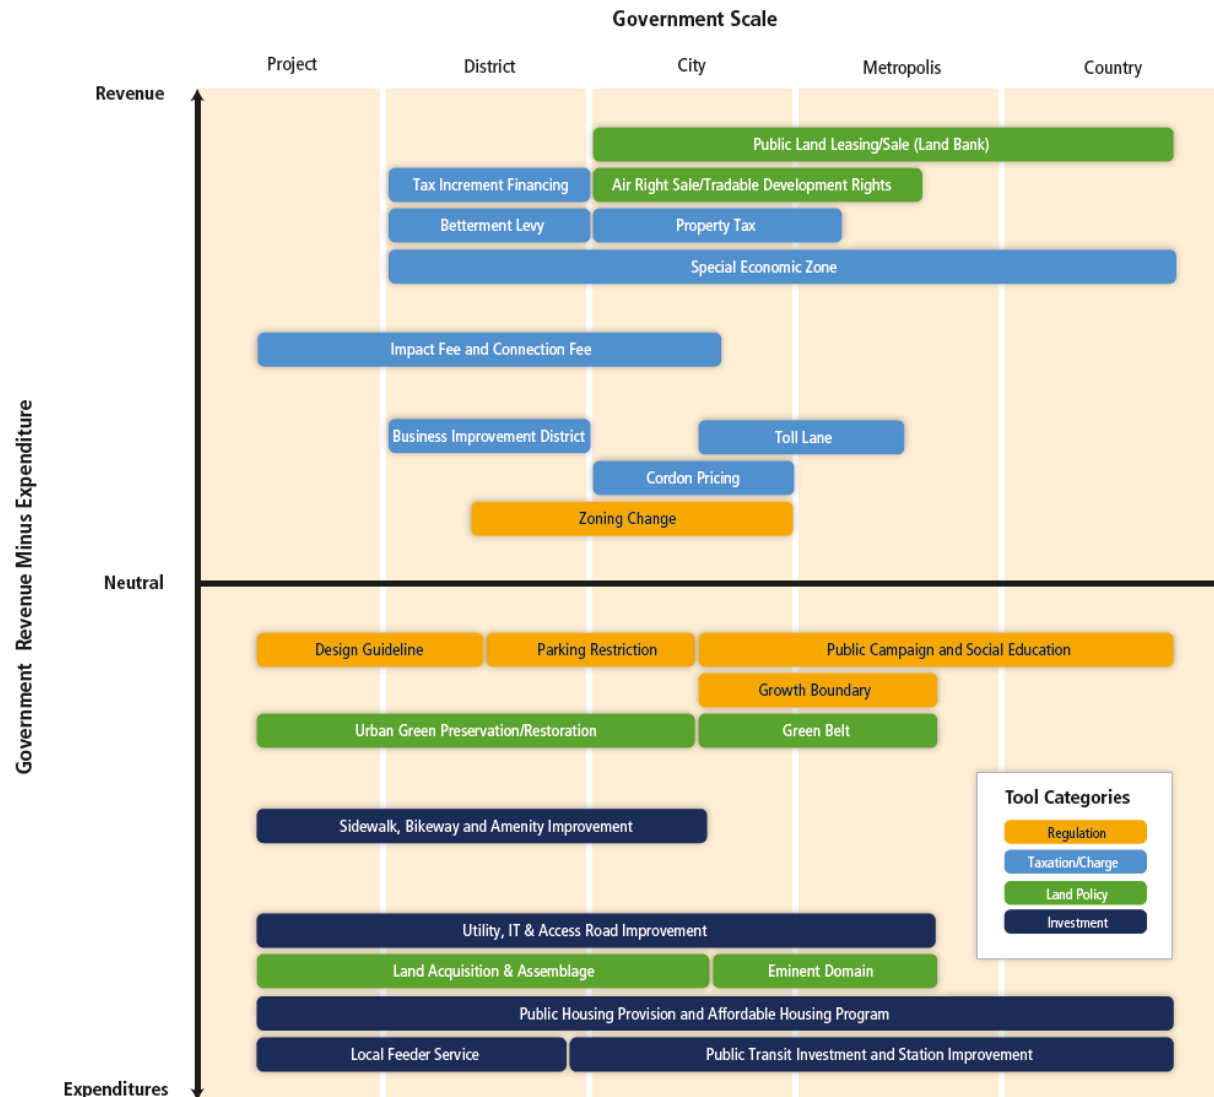 Government Scale
Project
District
City
Metropolis
Country
Revenue
Public Land Leasing/Sale (Land Bank)
Tax Increment Financing
Air Right Sale/Tradable Development Rights
Betterment Levy
Property Tax
Special Economic Zone
Impact Fee and Connection Fee
Business Improvement District
Toll Lane
Cordon Pricing
Zoning Change
Government Revenue Minus Expenditure
Neutral
Design Guideline
Parking Restriction
Public Campaign and Social Education
Growth Boundary
Urban Green Preservation/Restoration
Green Belt
Sidewalk, Bikeway and Amenity Improvement
Utility, IT & Access Road Improvement
Land Acquisition & Assemblage
Eminent Domain
Public Housing Provision and Affordable Housing Program
Local Feeder Service
Public Transit Investment and Station Improvement
Expenditures
Tool Categories
Regulation
Taxation/Charge
Land Policy
Investment